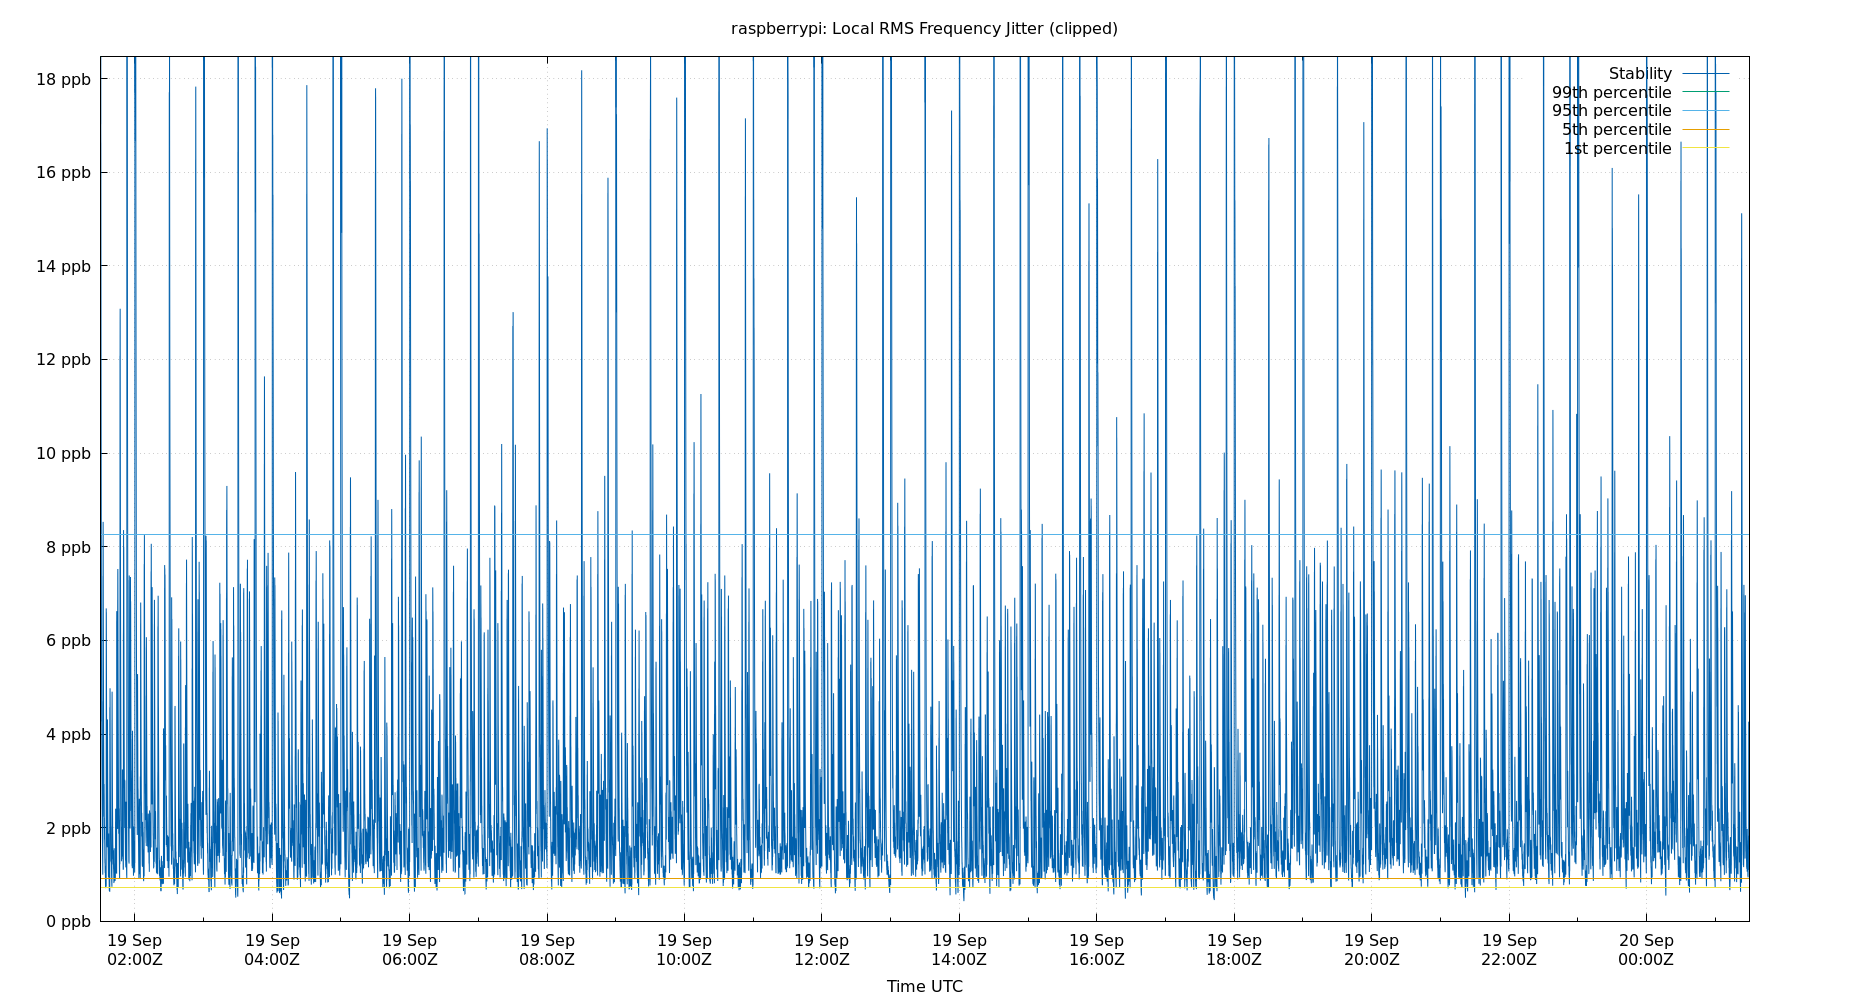 raspberrypi: Local RMS Frequency Jitter (clipped)
18 ppb
16 ppb
14 ppb
12 ppb
10 ppb
8 ppb
6 ppb
4 ppb
2 ppb
0 ppb
Stability
99th percentile
95th percentile
5th percentile
1st percentile
19 Sep
02:00Z
19 Sep
04:00Z
19 Sep
06:00Z
19 Sep
08:00Z
19 Sep
10:00Z
19 Sep
12:00Z
19 Sep
14:00Z
19 Sep
16:00Z
19 Sep
18:00Z
19 Sep
20:00Z
19 Sep
22:00Z
20 Sep
00:00Z
Time UTC